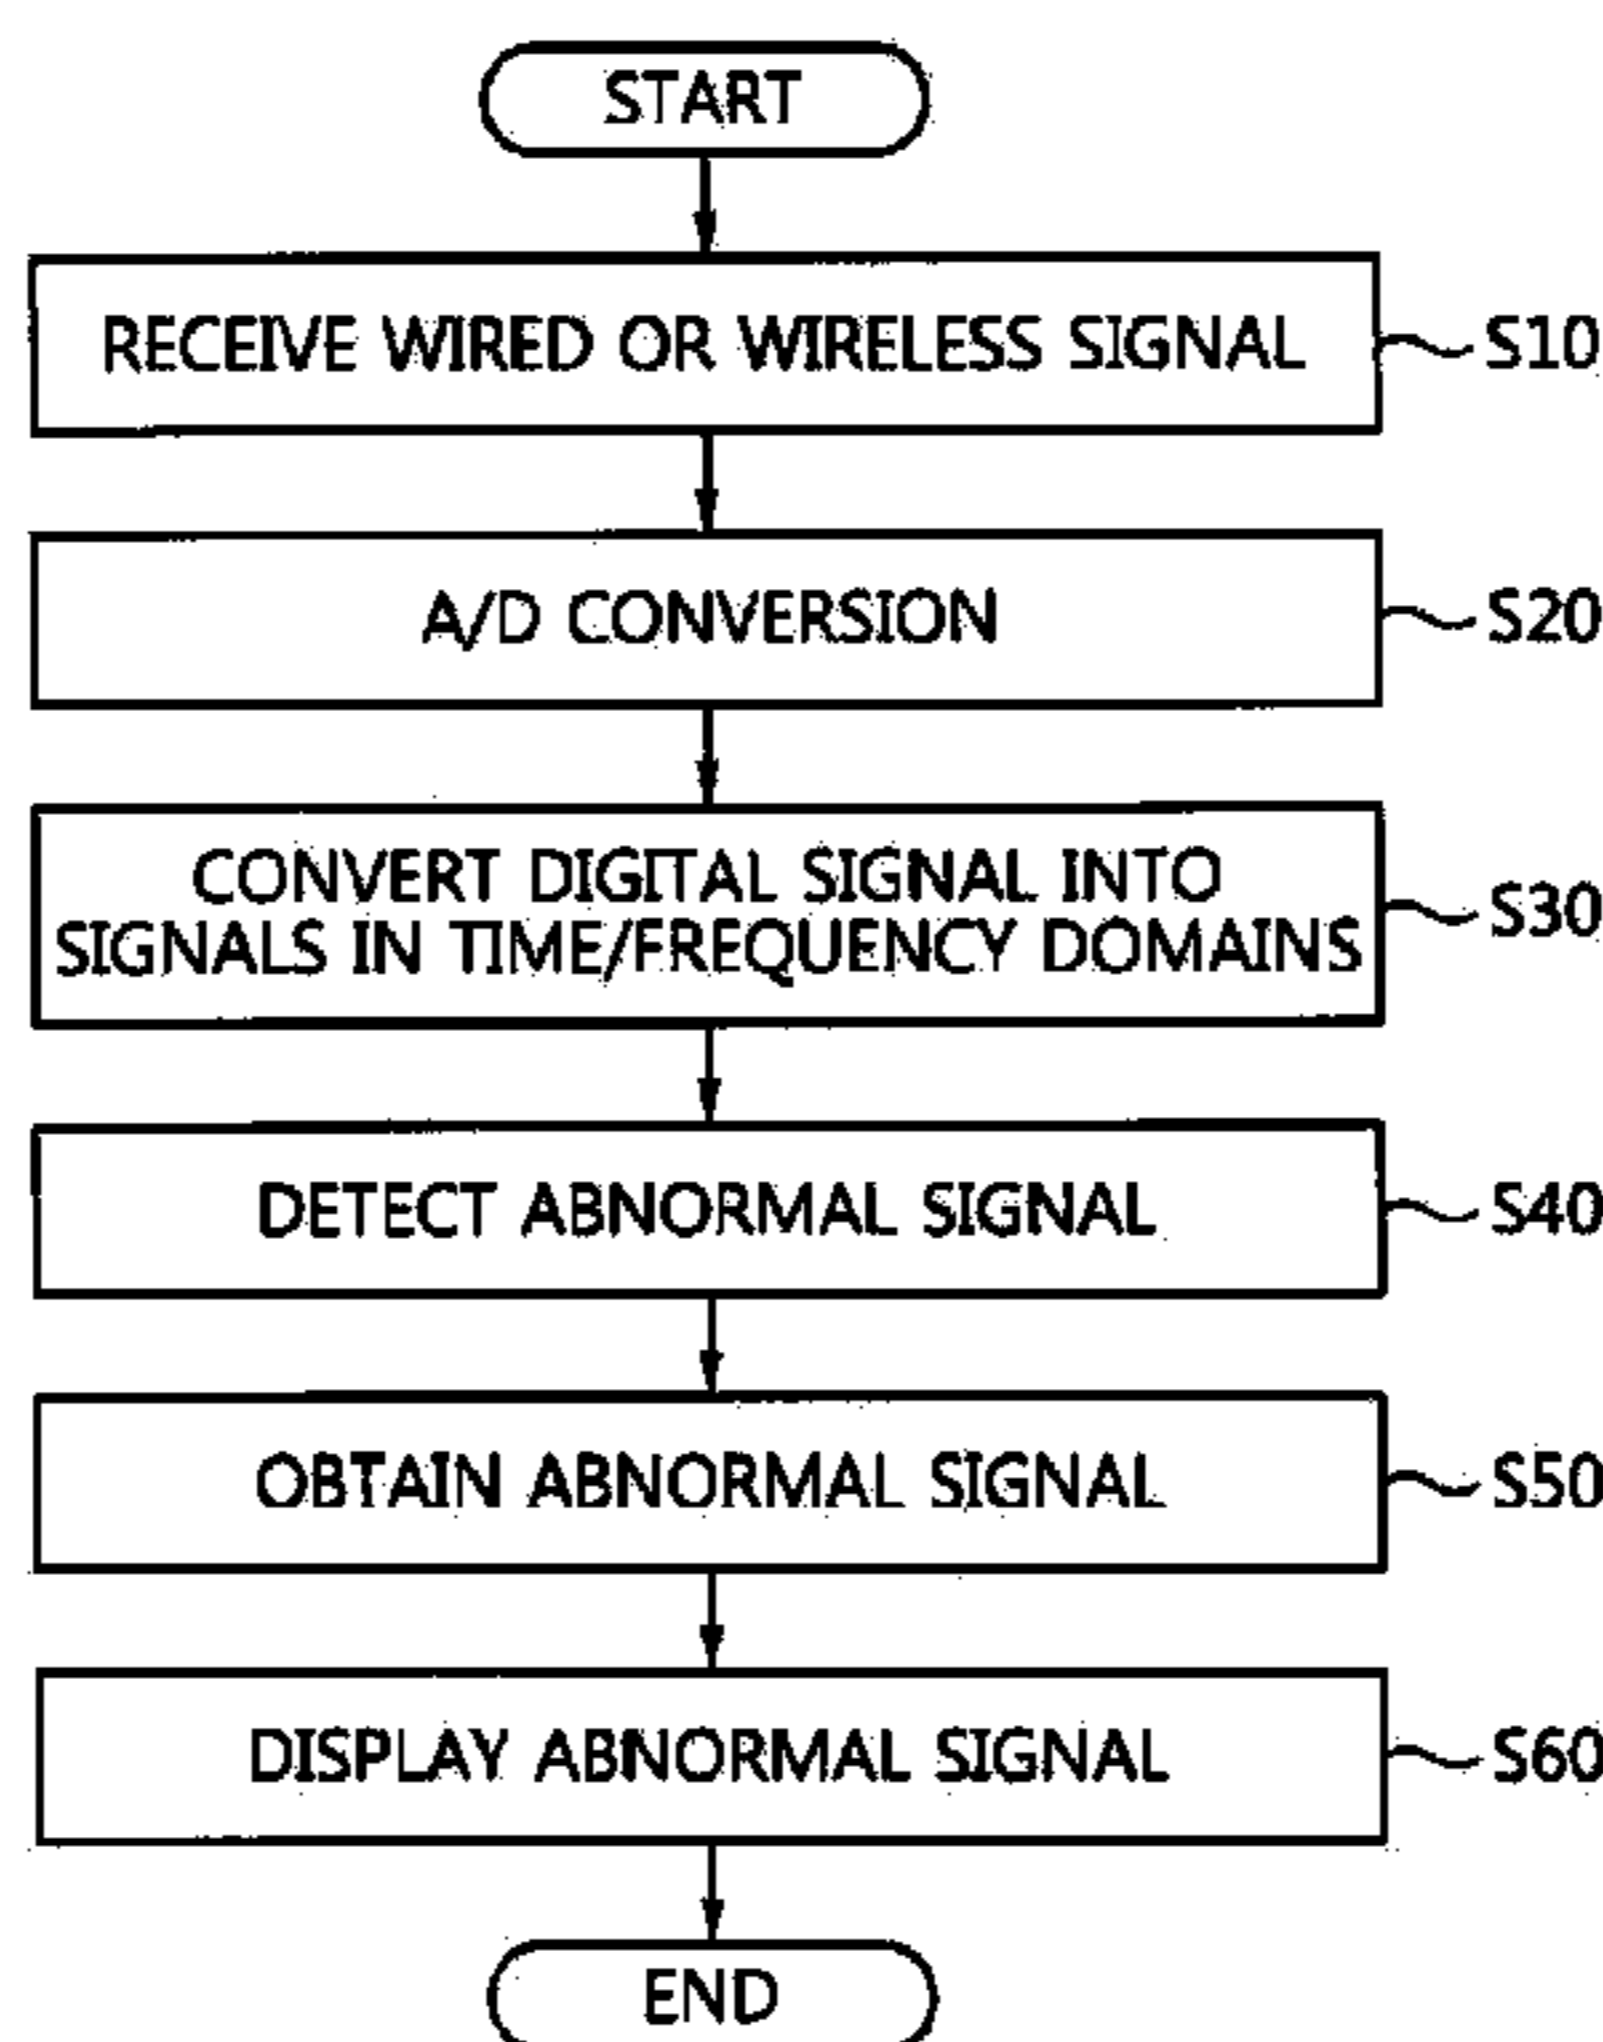 START
RECEIVE WIRED OR WIRELESS SIGNAL
S10
A/D CONVERSION
S20
CONVERT DIGITAL SIGNAL INTO
SIGNALS IN TIME/FREQUENCY DOMAINS
S30
DETECT ABNORMAL SIGNAL
S40
OBTAIN ABNORMAL SIGNAL
S50
DISPLAY ABNORMAL SIGNAL
S60
END